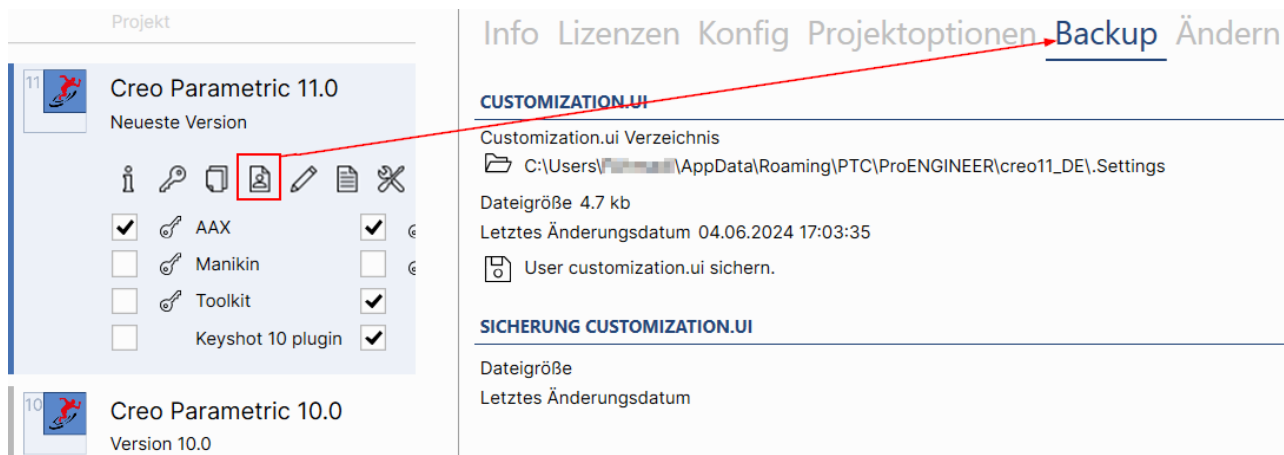 Projekt
11
Creo Parametric 11.0
Neueste Version
AAX
Manikin
Toolkit
Keyshot 10 plugin
10
Creo Parametric 10.0
Version 10.0
Info Lizenzen Konfig Projektoptionen Backup Ändern
CUSTOMIZATION.UI
Customization.ui Verzeichnis
C:\Users\ \AppData\Roaming\PTC\ProENGINEER\creo11_DE\.Settings
Dateigröße 4.7 kb
Letztes Änderungsdatum 04.06.2024 17:03:35
User customization.ui sichern.
SICHERUNG CUSTOMIZATION.UI
Dateigröße
Letztes Änderungsdatum